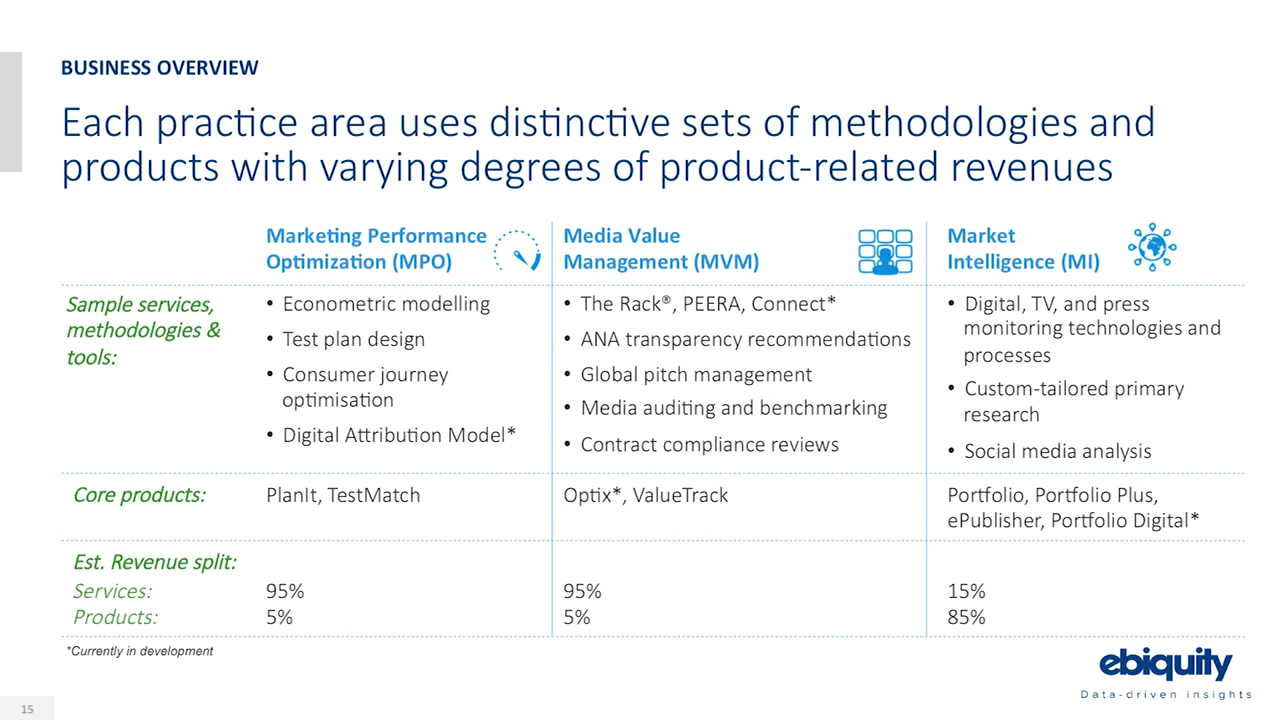 BUSINESS OVERVIEW
Each practice area uses distinctive sets of methodologies and
products with varying degrees of product-related revenues
Marketing Performance
Optimization (MPO)
Media Value
Management (MVM)
Market
Intelligence (MI)
Sample services,
methodologies &
tools:
• Econometric modelling
• Test plan design
• Consumer journey
optimisation
• Digital Attribution Model*
• The Rack®, PEERA, Connect*
• ANA transparency recommendations
• Global pitch management
• Media auditing and benchmarking
• Contract compliance reviews
• Digital, TV, and press
monitoring technologies and
processes
• Custom-tailored primary
research
• Social media analysis
Core products:
PlanIt, TestMatch
Optix*, ValueTrack
Portfolio, Portfolio Plus,
ePublisher, Portfolio Digital*
Est. Revenue split:
Services: 95% 95% 15%
Products: 5% 5% 85%
*Currently in development
ebiquity
Data-driven insights
15